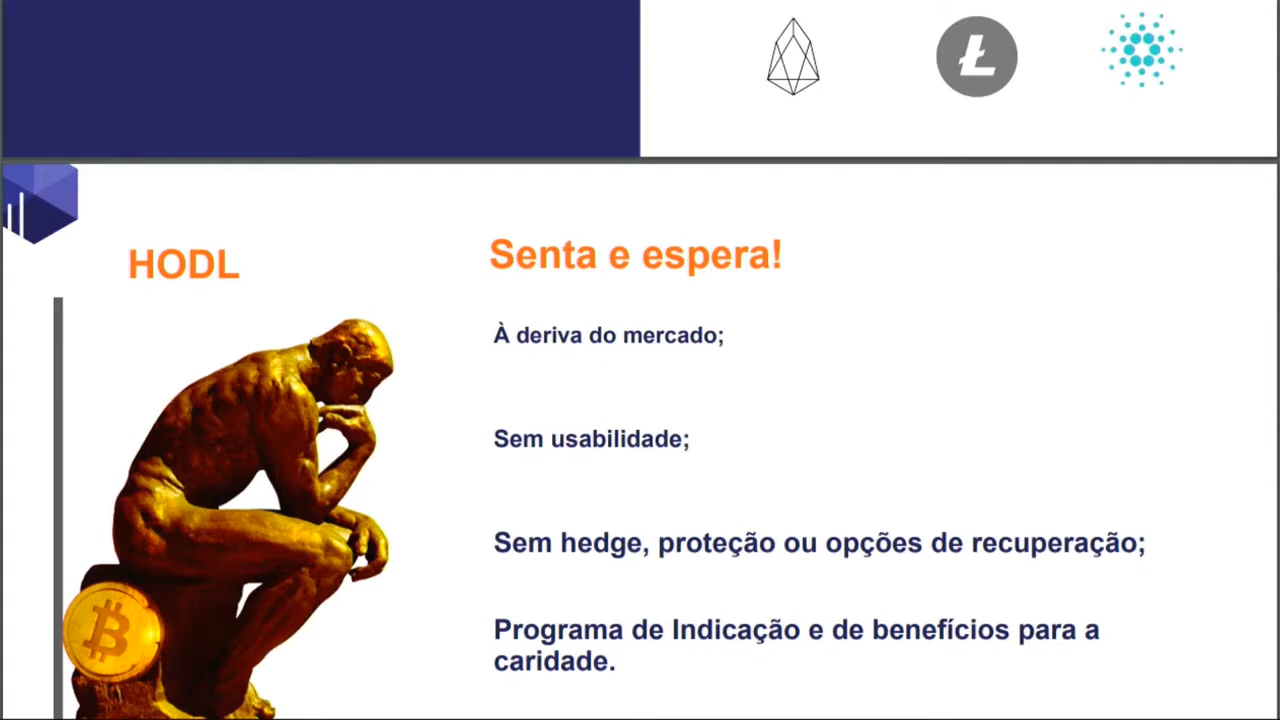 HODL
Senta e espera!
À deriva do mercado;
Sem usabilidade;
Sem hedge, proteção ou opções de recuperação;
Programa de Indicação e de benefícios para a
caridade.